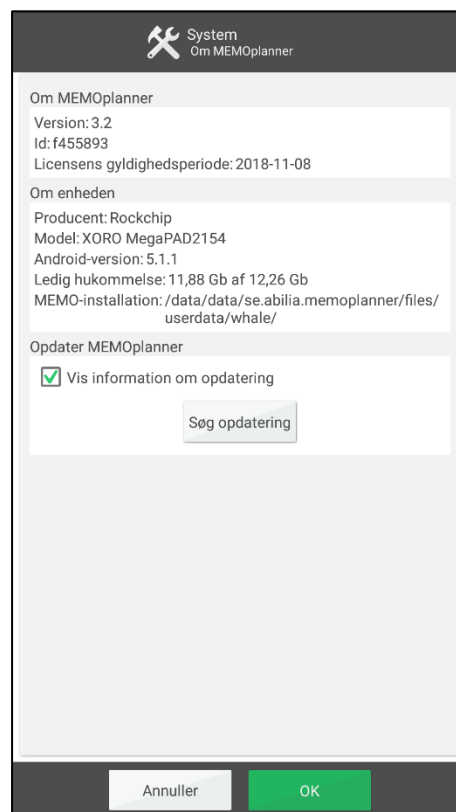 System
Om MEMOplanner
Om MEMOplanner
Version: 3.2
Id: f455893
Licensens gyldighedsperiode: 2018-11-08
Om enheden
Producent: Rockchip
Model: XORO MegaPAD2154
Android-version: 5.1.1
Ledig hukommelse: 11,88 Gb af 12,26 Gb
MEMO-installation: /data/data/se.abilia.memoplanner/files/
userdata/whale/
Opdater MEMOplanner
Vis information om opdatering
Søg opdatering
Annuller
OK